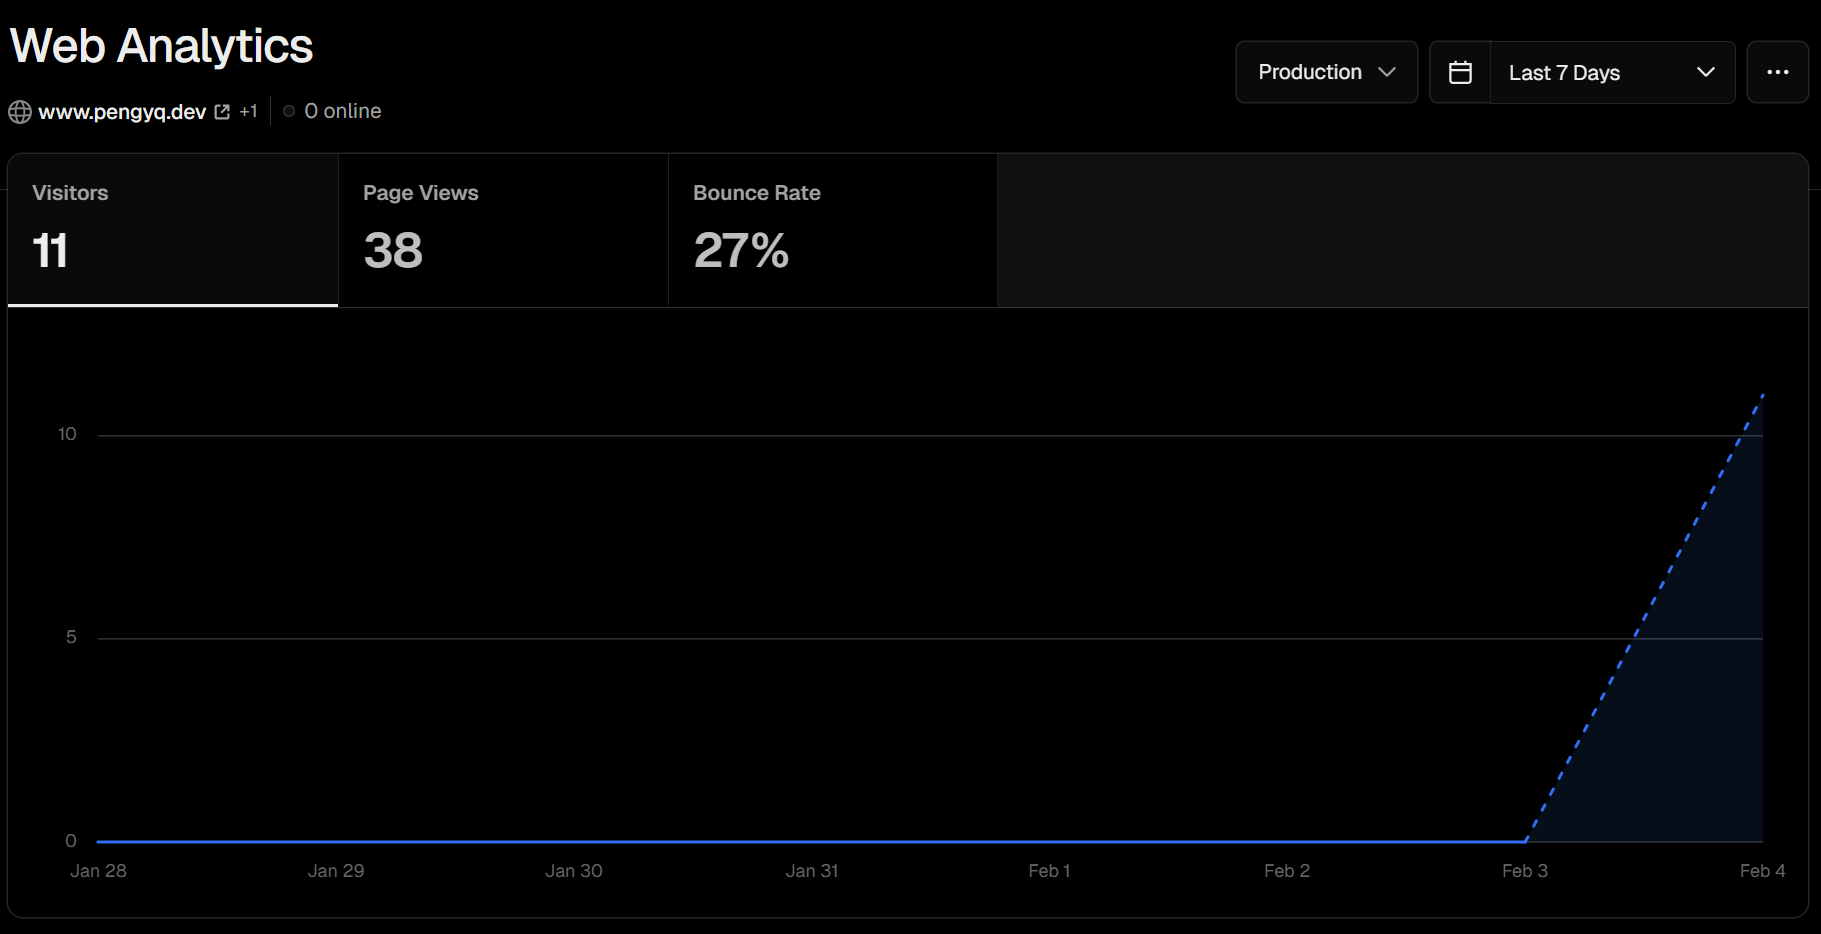 Web Analytics
www.pengyq.dev +1 0 online
Production
Last 7 Days
Visitors
11
Page Views
38
Bounce Rate
27%
10
5
0
Jan 28 Jan 29 Jan 30 Jan 31 Feb 1 Feb 2 Feb 3 Feb 4